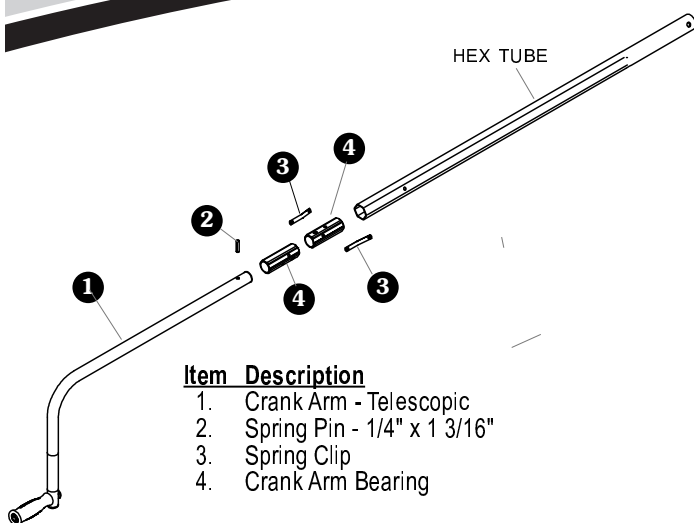 HEX TUBE
3
4
2
1
4
3
Item Description
1. Crank Arm - Telescopic
2. Spring Pin - 1/4" x 1 3/16"
3. Spring Clip
4. Crank Arm Bearing